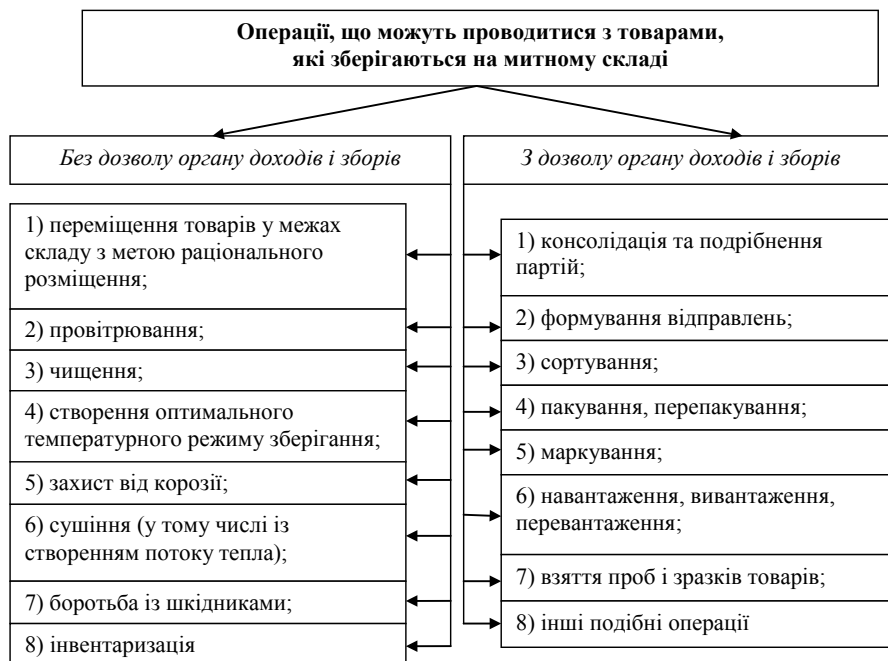 Операції, що можуть проводитися з товарами,
які зберігаються на митному складі
Без дозволу органу доходів і зборів
1) переміщення товарів у межах
складу з метою раціонального
розміщення;
2) провітрювання;
3) чищення;
4) створення оптимального
температурного режиму зберігання;
5) захист від корозії;
6) сушіння (у тому числі із
створенням потоку тепла);
7) боротьба із шкідниками;
8) інвентаризація
З дозволу органу доходів і зборів
1) консолідація та подрібнення
партій;
2) формування відправлень;
3) сортування;
4) пакування, перепакування;
5) маркування;
6) навантаження, вивантаження,
перевантаження;
7) взяття проб і зразків товарів;
8) інші подібні операції